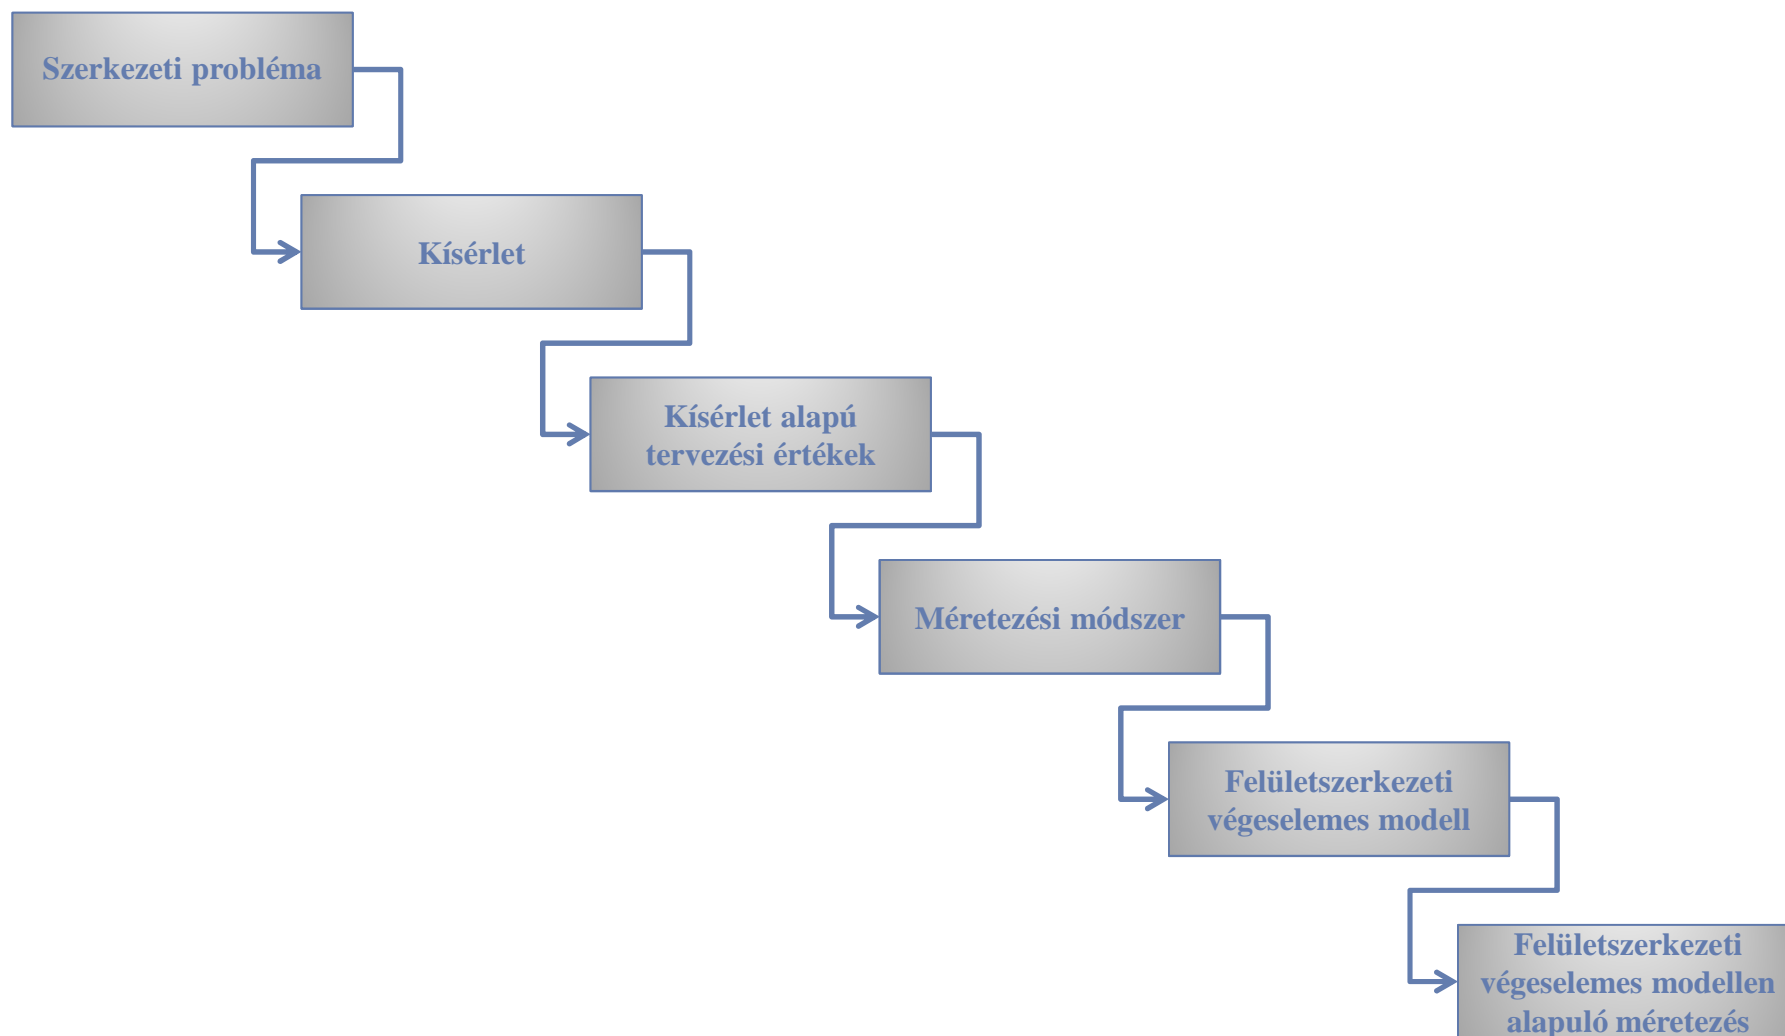 Szerkezeti probléma
Kísérlet
Kísérlet alapú
tervezési értékek
Méretezési módszer
Felületszerkezeti
végeselemes modell
Felületszerkezeti
végeselemes modellen
alapuló méretezés